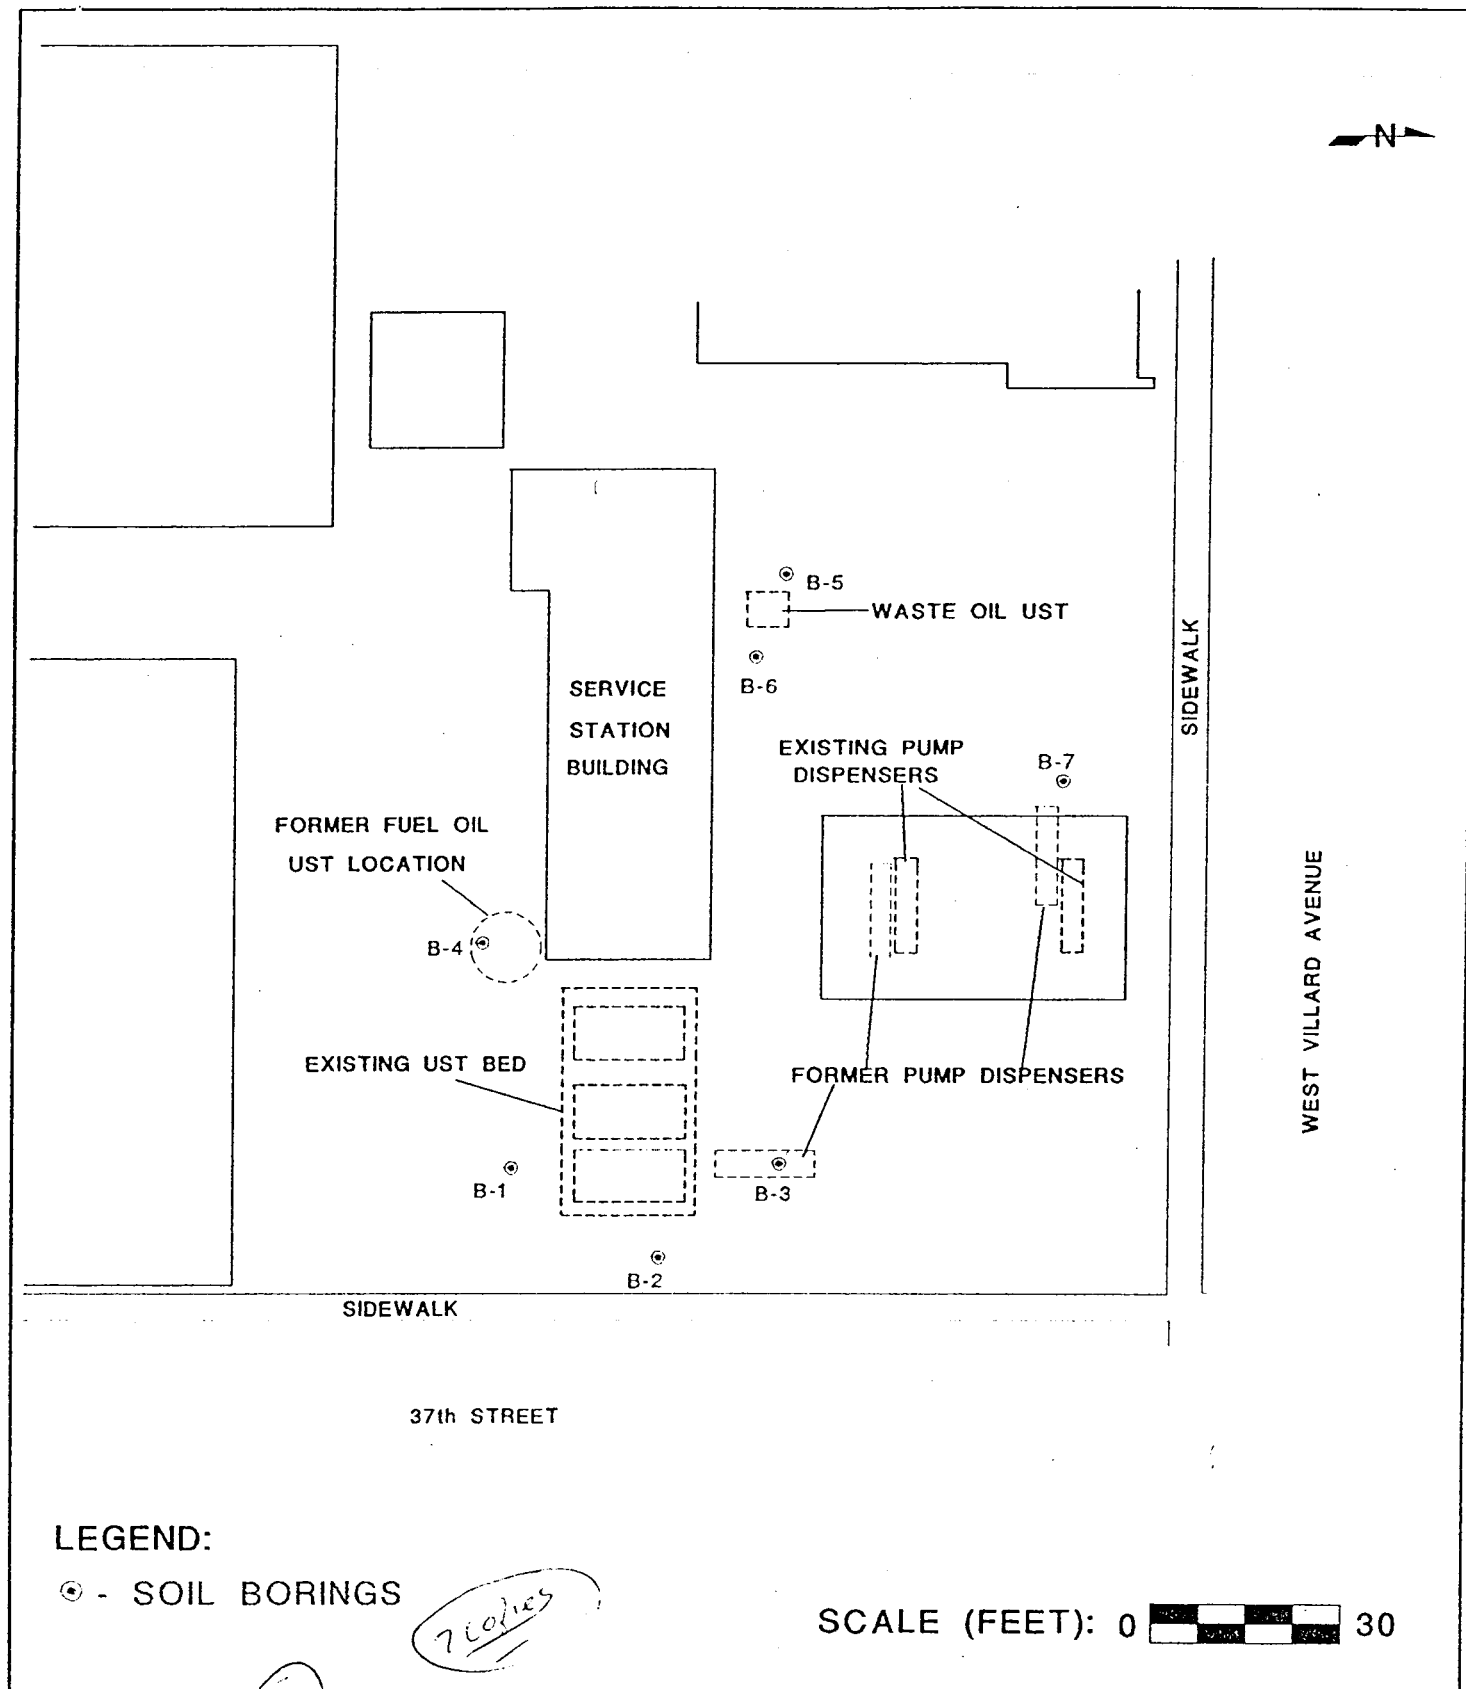 N
B-5
WASTE OIL UST
B-6
SERVICE
STATION
BUILDING
SIDEWALK
EXISTING PUMP
DISPENSERS
B-7
FORMER FUEL OIL
UST LOCATION
B-4
WEST VILLARD AVENUE
EXISTING UST BED
FORMER PUMP DISPENSERS
B-1
B-3
B-2
SIDEWALK
37th STREET
LEGEND:
- SOIL BORINGS
7 copies
SCALE (FEET): 0 30